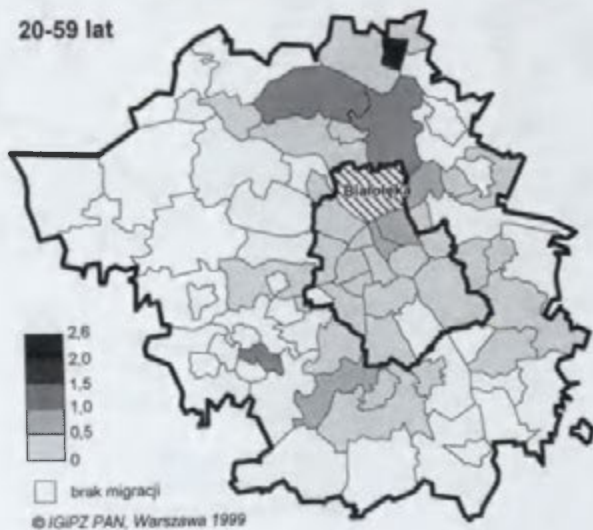 20-59 lat
Białołęka
2,6
2,0
1,5
1,0
0,5
0
brak migracji
© IGiPZ PAN, Warszawa 1999